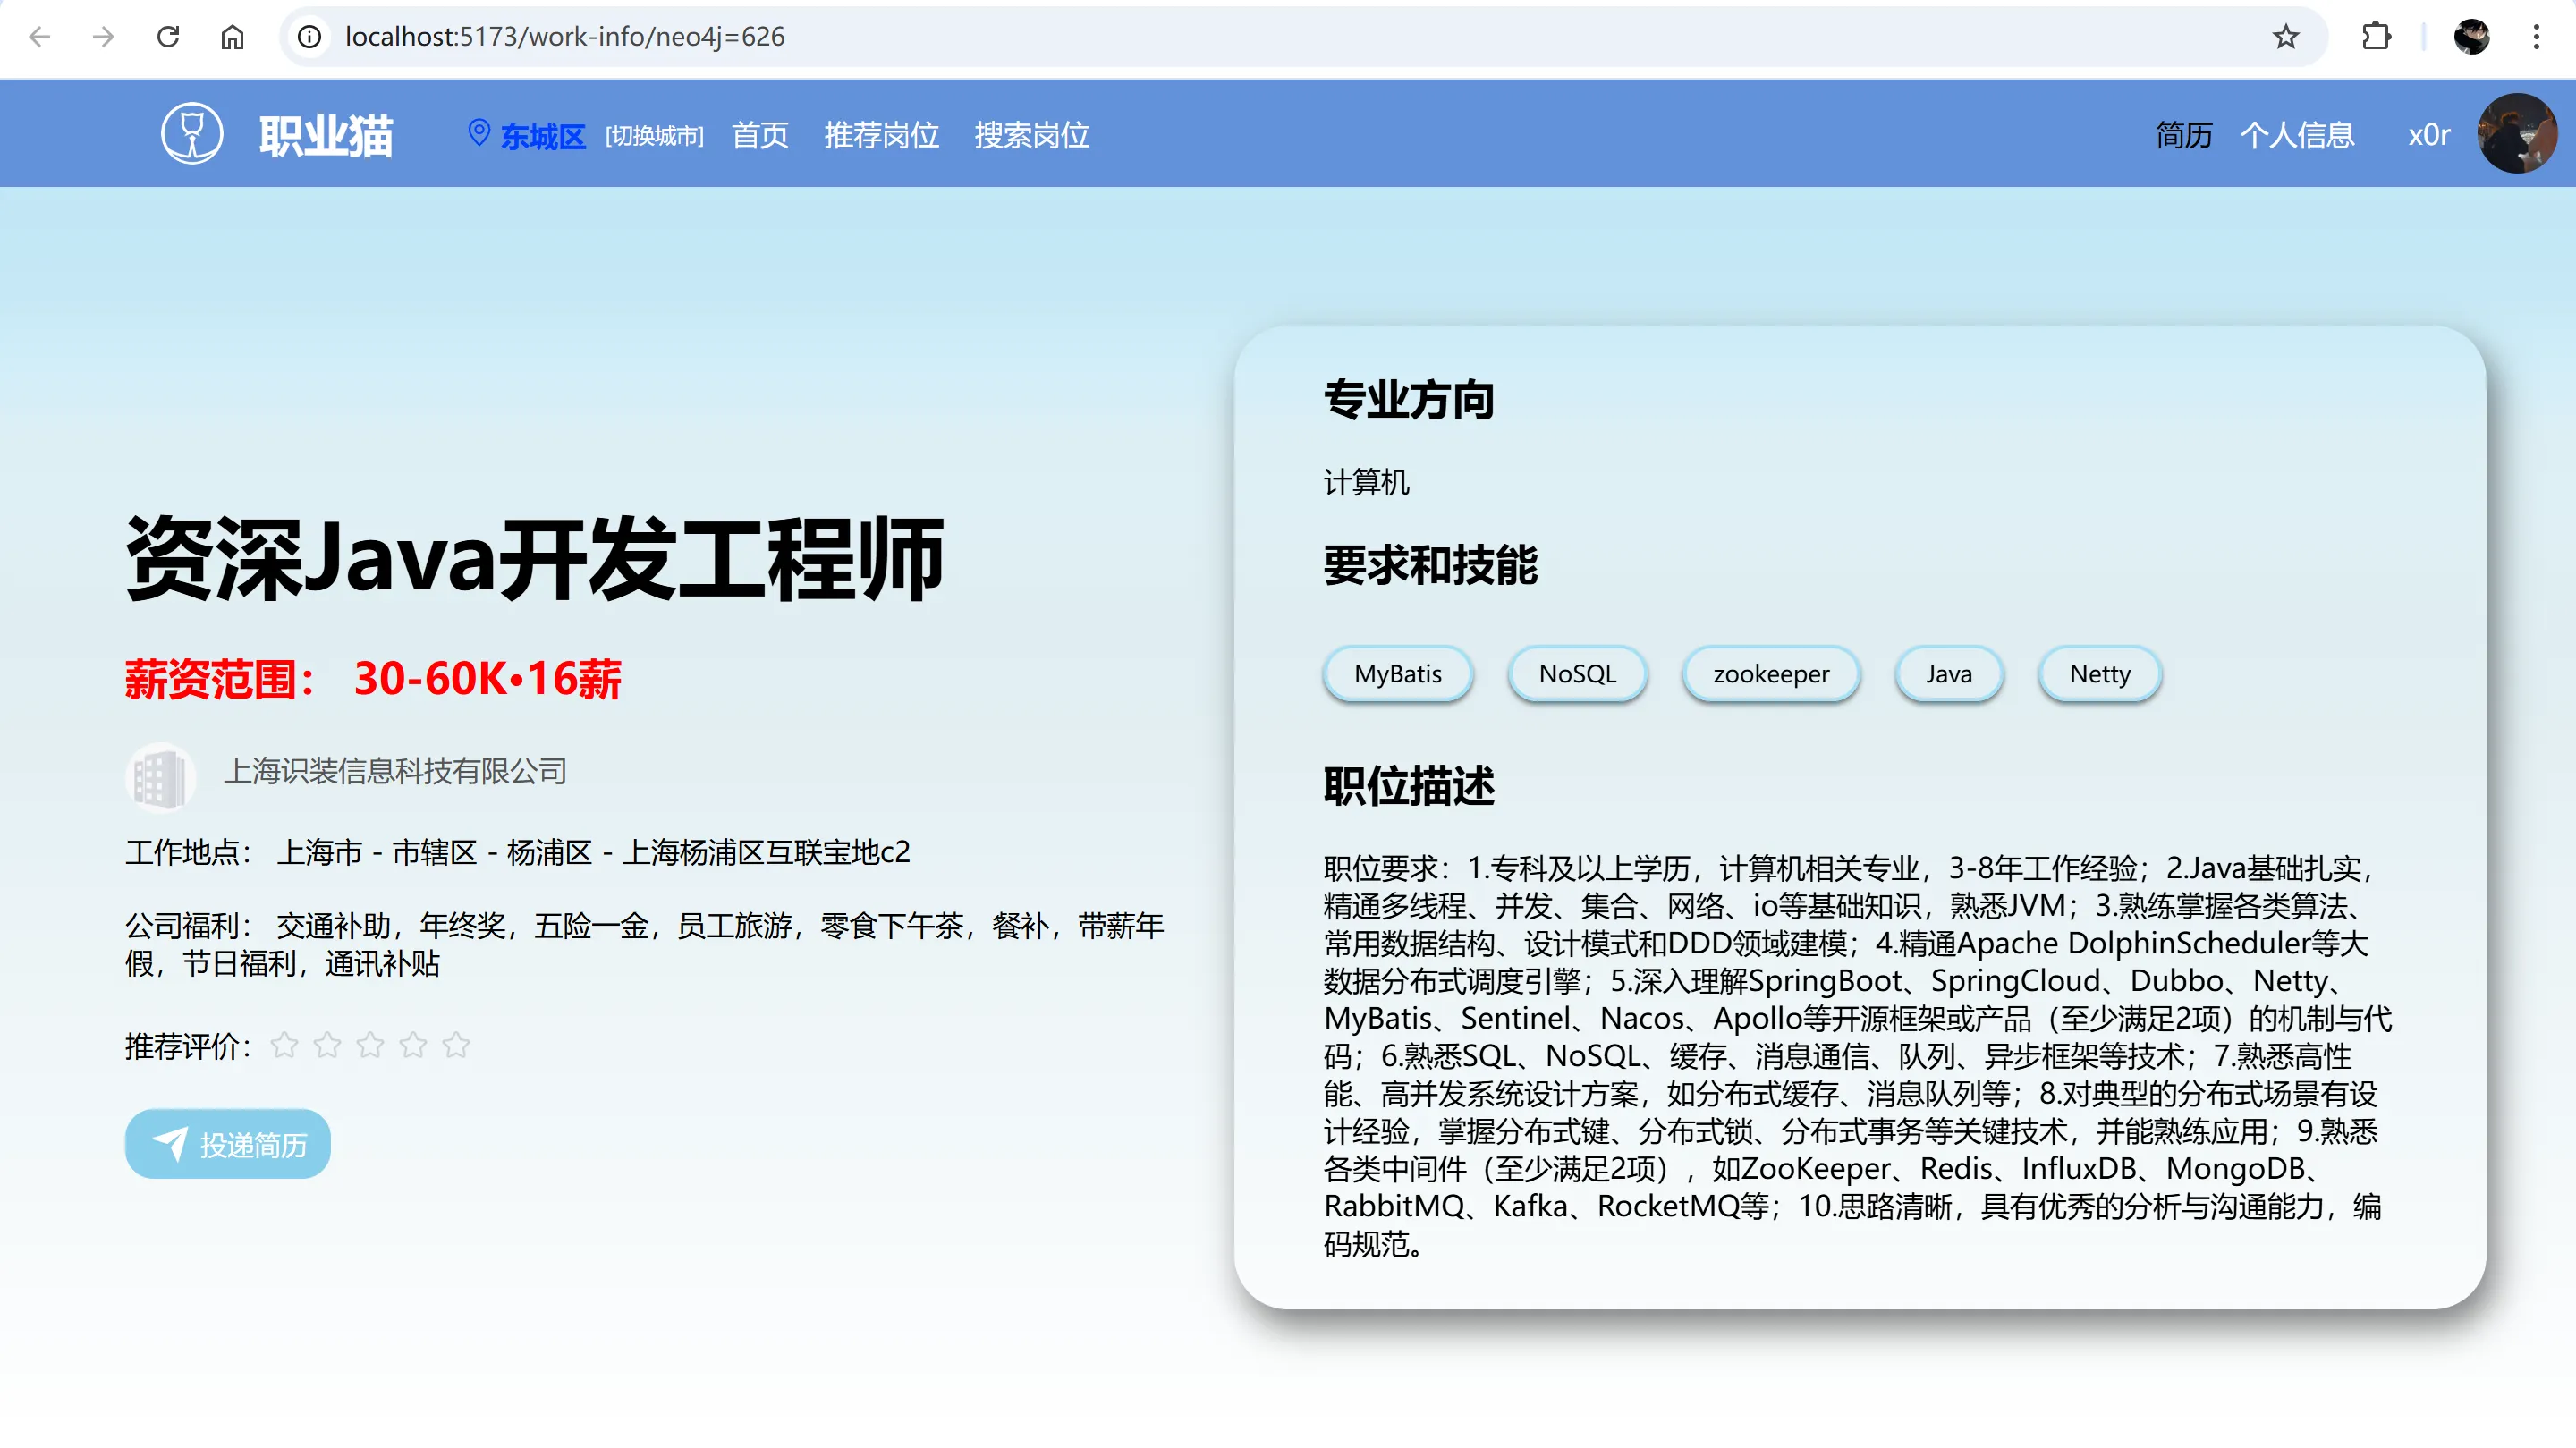 localhost:5173/work-info/neo4j=626
职业猫
东城区 [切换城市] 首页 推荐岗位 搜索岗位
简历 个人信息 x0r
资深Java开发工程师
薪资范围： 30-60K•16薪
上海识装信息科技有限公司
工作地点： 上海市 - 市辖区 - 杨浦区 - 上海杨浦区互联宝地c2
公司福利： 交通补助，年终奖，五险一金，员工旅游，零食下午茶，餐补，带薪年
假，节日福利，通讯补贴
推荐评价：
投递简历
专业方向
计算机
要求和技能
MyBatis NoSQL zookeeper Java Netty
职位描述
职位要求：1.专科及以上学历，计算机相关专业，3-8年工作经验；2.Java基础扎实，
精通多线程、并发、集合、网络、io等基础知识，熟悉JVM；3.熟练掌握各类算法、
常用数据结构、设计模式和DDD领域建模；4.精通Apache DolphinScheduler等大
数据分布式调度引擎；5.深入理解SpringBoot、SpringCloud、Dubbo、Netty、
MyBatis、Sentinel、Nacos、Apollo等开源框架或产品（至少满足2项）的机制与代
码；6.熟悉SQL、NoSQL、缓存、消息通信、队列、异步框架等技术；7.熟悉高性
能、高并发系统设计方案，如分布式缓存、消息队列等；8.对典型的分布式场景有设
计经验，掌握分布式键、分布式锁、分布式事务等关键技术，并能熟练应用；9.熟悉
各类中间件（至少满足2项），如ZooKeeper、Redis、InfluxDB、MongoDB、
RabbitMQ、Kafka、RocketMQ等；10.思路清晰，具有优秀的分析与沟通能力，编
码规范。